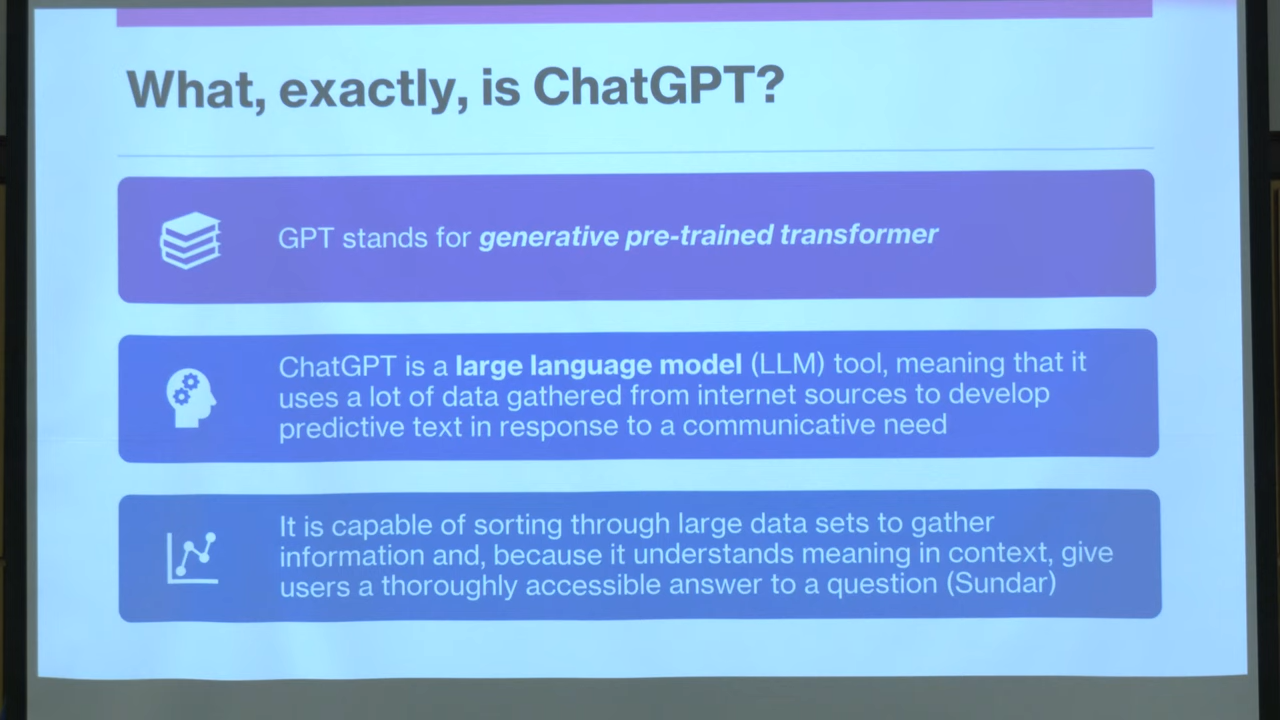 What, exactly, is ChatGPT?
GPT stands for generative pre-trained transformer
ChatGPT is a large language model (LLM) tool, meaning that it
uses a lot of data gathered from internet sources to develop
predictive text in response to a communicative need
It is capable of sorting through large data sets to gather
information and, because it understands meaning in context, give
users a thoroughly accessible answer to a question (Sundar)